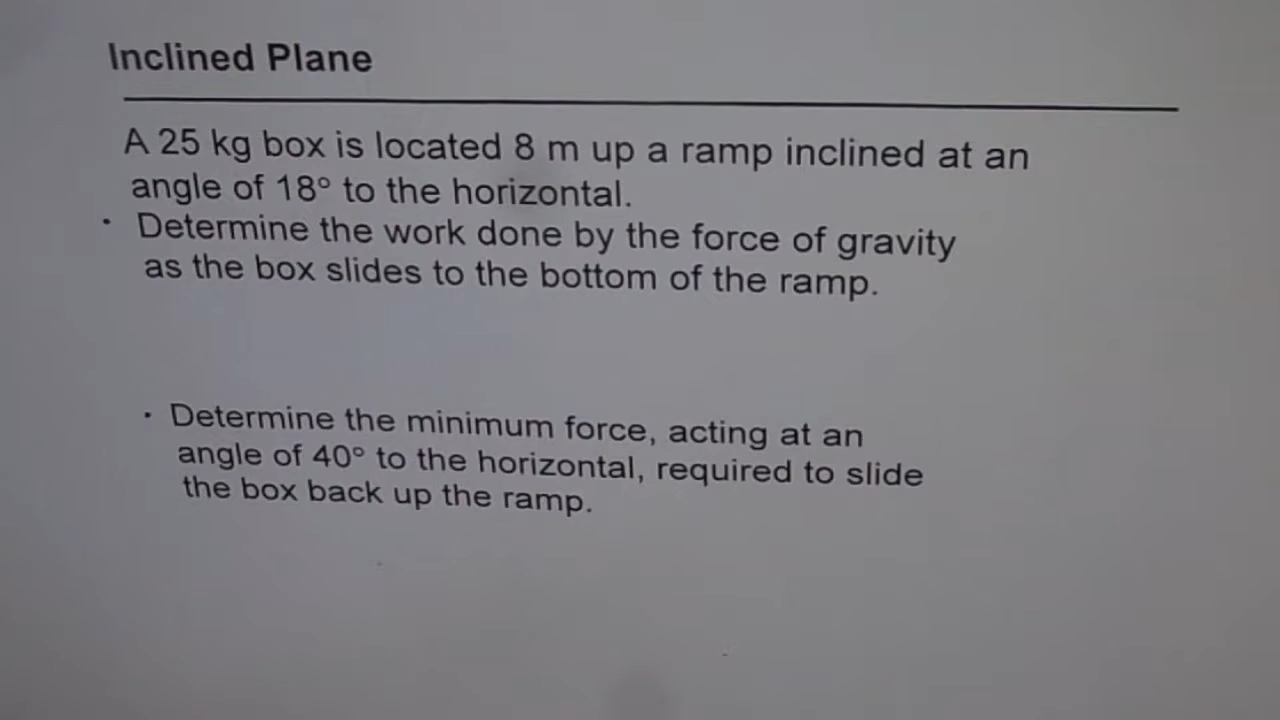 Inclined Plane
A 25 kg box is located 8 m up a ramp inclined at an
angle of 18° to the horizontal.
· Determine the work done by the force of gravity
as the box slides to the bottom of the ramp.
· Determine the minimum force, acting at an
angle of 40° to the horizontal, required to slide
the box back up the ramp.